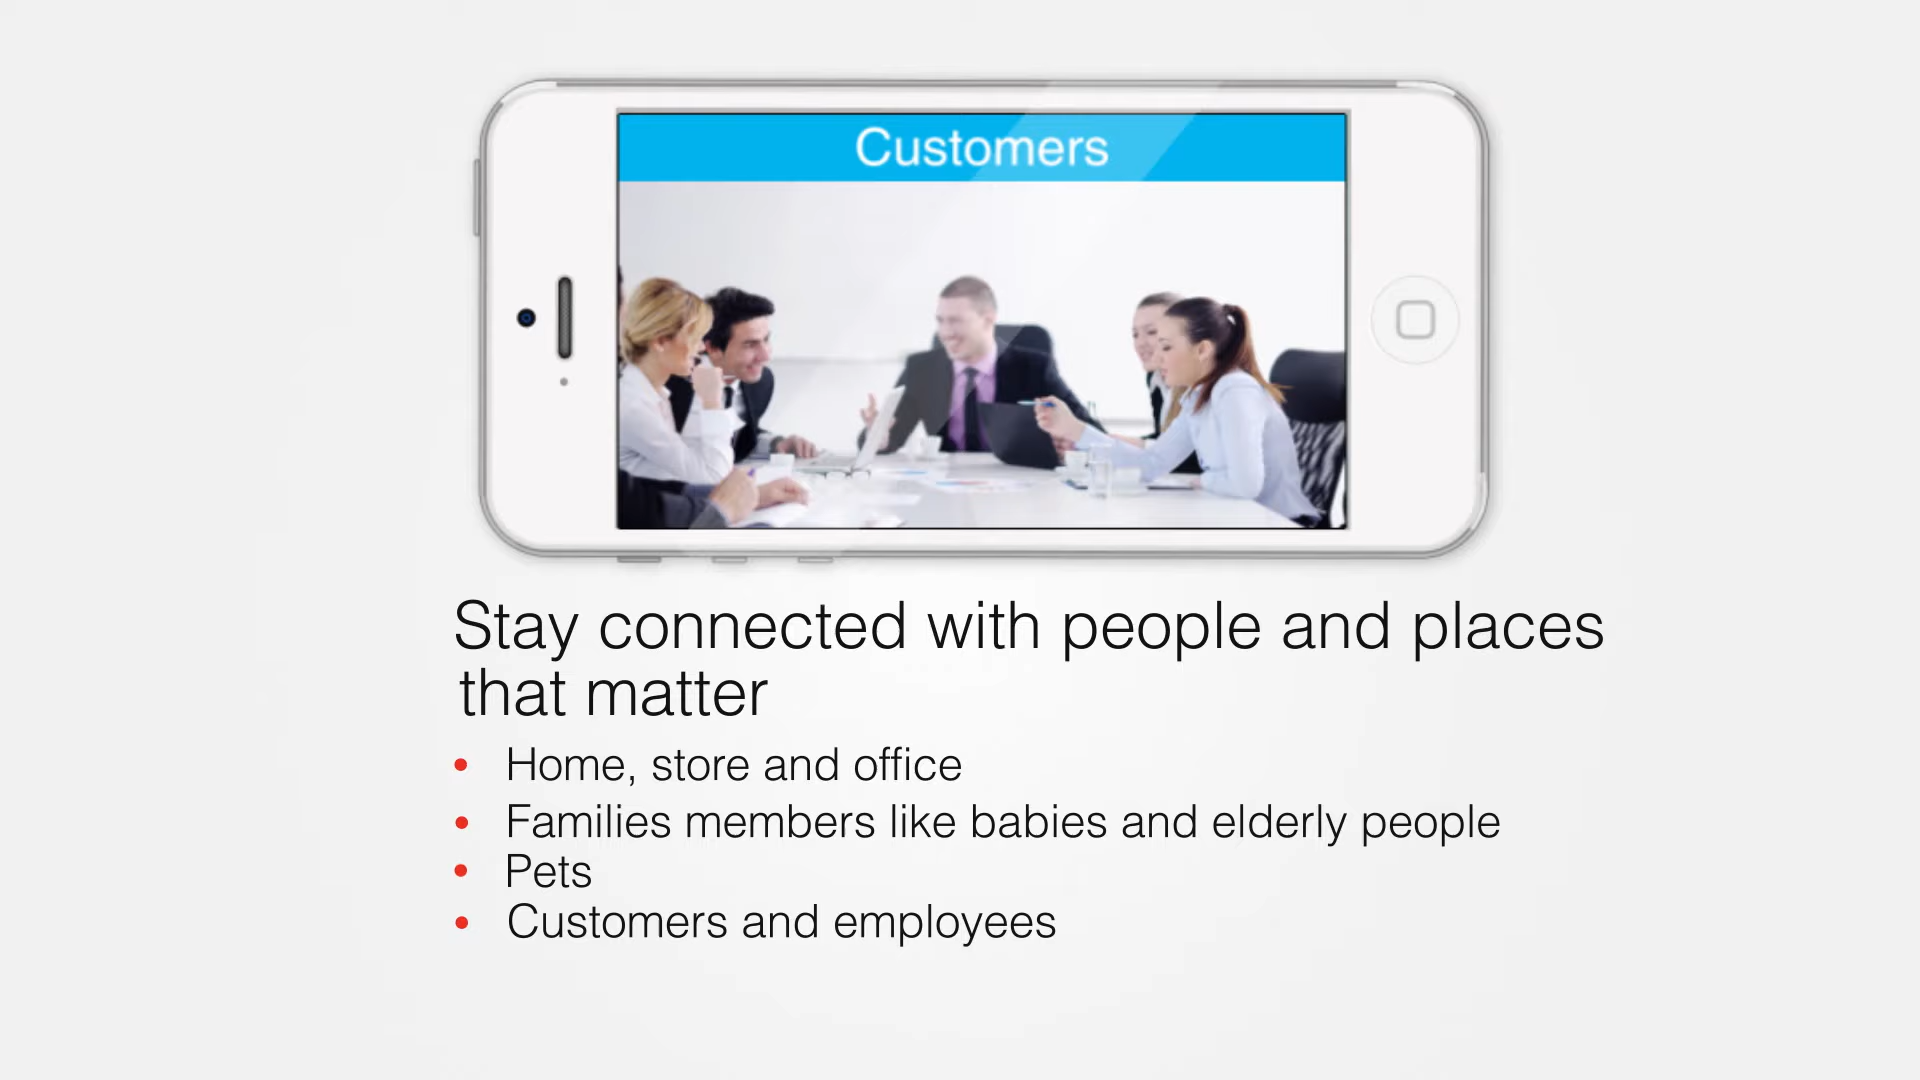 Customers
Stay connected with people and places
that matter
• Home, store and office
• Families members like babies and elderly people
• Pets
• Customers and employees